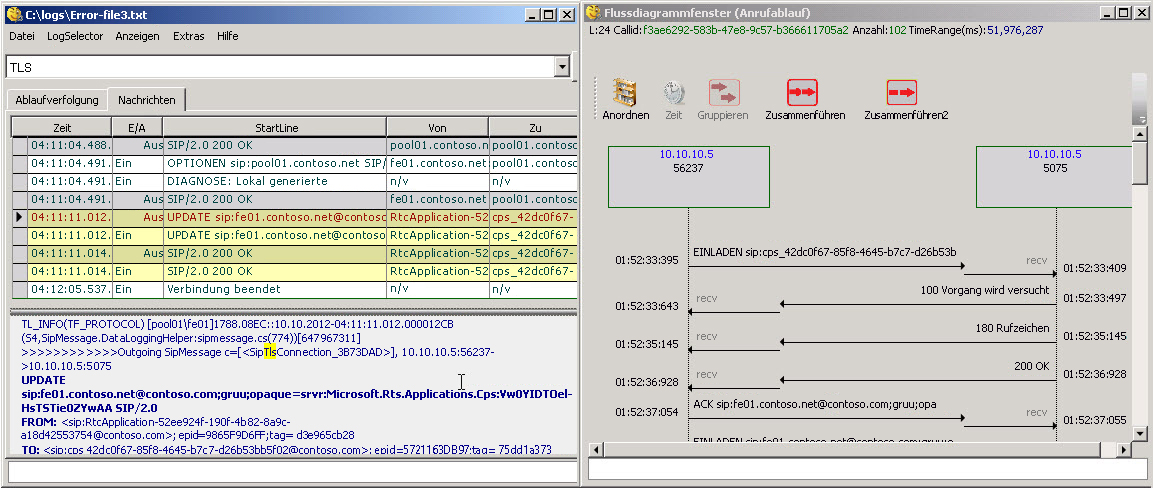 C:\logs\Error-file3.txt
Datei LogSelector Anzeigen Extras Hilfe
TLS
Ablaufverfolgung Nachrichten
Zeit E/A StartLine Von Zu
04:11:04.488. Aus SIP/2.0 200 OK pool01.contoso.n pool01.contoso.net
04:11:04.491. Ein OPTIONEN sip:pool01.contoso.net SIP/ fe01.contoso.net pool01.contoso.net
04:11:04.491. Ein DIAGNOSE: Lokal generierte n/v n/v
04:11:04.491. Aus SIP/2.0 200 OK fe01.contoso.net pool01.contoso.net
04:11:11.012. Aus UPDATE sip:fe01.contoso.net@contosc RtcApplication-52 cps_42dc0f67-
04:11:11.012. Ein UPDATE sip:fe01.contoso.net@contoso RtcApplication-52 cps_42dc0f67-
04:11:11.014. Aus SIP/2.0 200 OK RtcApplication-52 cps_42dc0f67-
04:11:11.014. Ein SIP/2.0 200 OK RtcApplication-52 cps_42dc0f67-
04:12:05.537. Ein Verbindung beendet n/v n/v
TL_INFO(TF_PROTOCOL) [pool01\fe01]1788.08EC::10.10.2012-04:11:11.012.000012CB
(S4,SipMessage.DataLoggingHelper:sipmessage.cs(774))[647967311]
>>>>>>>>>>>>Outgoing SipMessage c=[<SipTlsConnection_3B73DAD>], 10.10.10.5:56237-
>10.10.10.5:5075
UPDATE
sip:fe01.contoso.net@contoso.com;gruu;opaque=srvr:Microsoft.Rts.Applications.Cps:Vw0YIDTOel-
HsTSTie0ZYwAA SIP/2.0
FROM: <sip:RtcApplication-52ee924f-190f-4b82-8a9c-
a18d42553754@contoso.com>; epid=9865F9D6FF;tag= d3e965cb28
TO: <sip:cps_42dc0f67-85f8-4645-b7c7-d26b53bb5f02@contoso.com>; epid=5721163DB97;tag= 75dd1a373
Flussdiagrammfenster (Anrufablauf)
L:24 Callid:f3ae6292-583b-47e8-9c57-b366611705a2 Anzahl:102 TimeRange(ms):51,976,287
Anordnen Zeit Gruppieren Zusammenführen Zusammenführen2
10.10.10.5 10.10.10.5
56237 5075
EINLADEN sip:cps_42dc0f67-85f8-4645-b7c7-d26b53b
01:52:33:395 recv 01:52:33:409
100 Vorgang wird versucht
01:52:33:643 recv 01:52:33:497
180 Rufzeichen
01:52:35:145 recv 01:52:35:145
200 OK
01:52:36:928 recv 01:52:36:928
ACK sip:fe01.contoso.net@contoso.com;gruu;opa
01:52:37:054 recv 01:52:37:055
EINLADEN sip:fe01.contoso.net@contoso.com;gruu;o